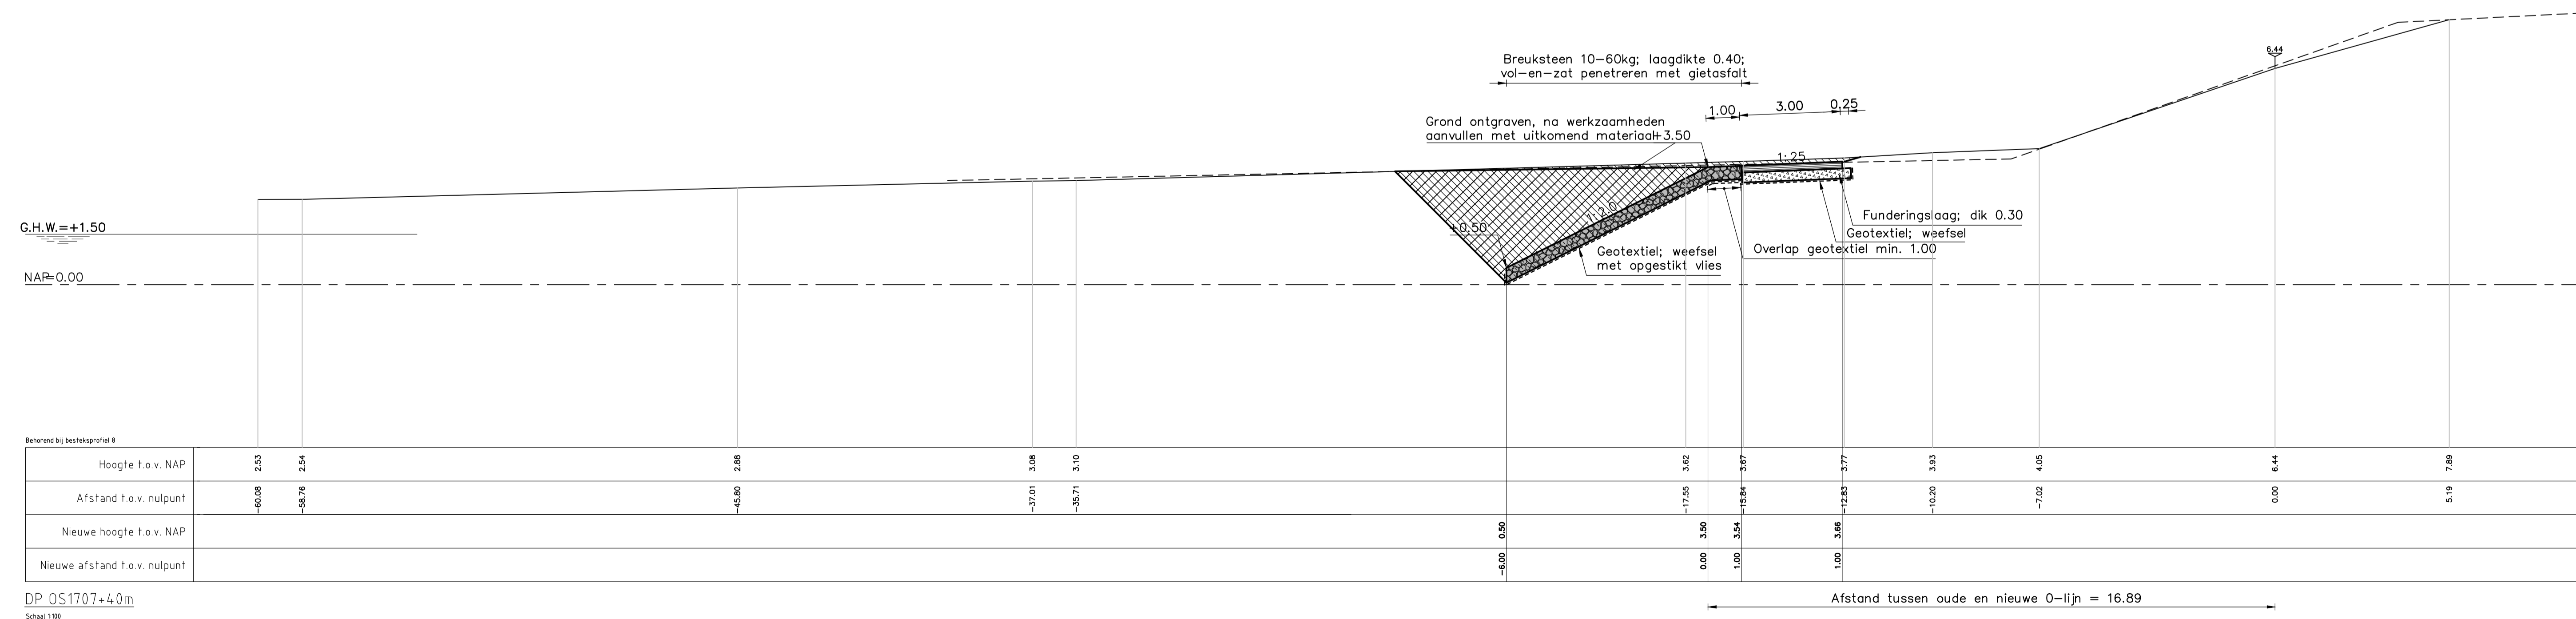 6.44
Breuksteen 10-60kg; laagdikte 0.40;
vol-en-zat penetreren met gietasfalt
1.00
3.00
0.25
Grond ontgraven, na werkzaamheden
aanvullen met uitkomend materiaal
+3.50
1:25
G.H.W.=+1.50
+0.50
1:2.0
Funderingslaag; dik 0.30
Geotextiel; weefsel
Overlap geotextiel min. 1.00
Geotextiel; weefsel
met opgestikt vlies
NAP=0.00
Behorend bij besteksprofiel 8
Hoogte t.o.v. NAP 2.53 2.54 2.88 3.08 3.10 3.62 3.67 3.77 3.93 4.05 6.44 7.89
Afstand t.o.v. nulpunt -60.08 -58.76 -45.80 -37.01 -35.71 -17.55 -15.84 -12.83 -10.20 -7.02 0.00 5.19
Nieuwe hoogte t.o.v. NAP 0.50 3.50 3.54 3.66
Nieuwe afstand t.o.v. nulpunt -6.00 0.00 1.00 1.00
DP OS1707+40m
Afstand tussen oude en nieuwe 0-lijn = 16.89
Schaal 1:100